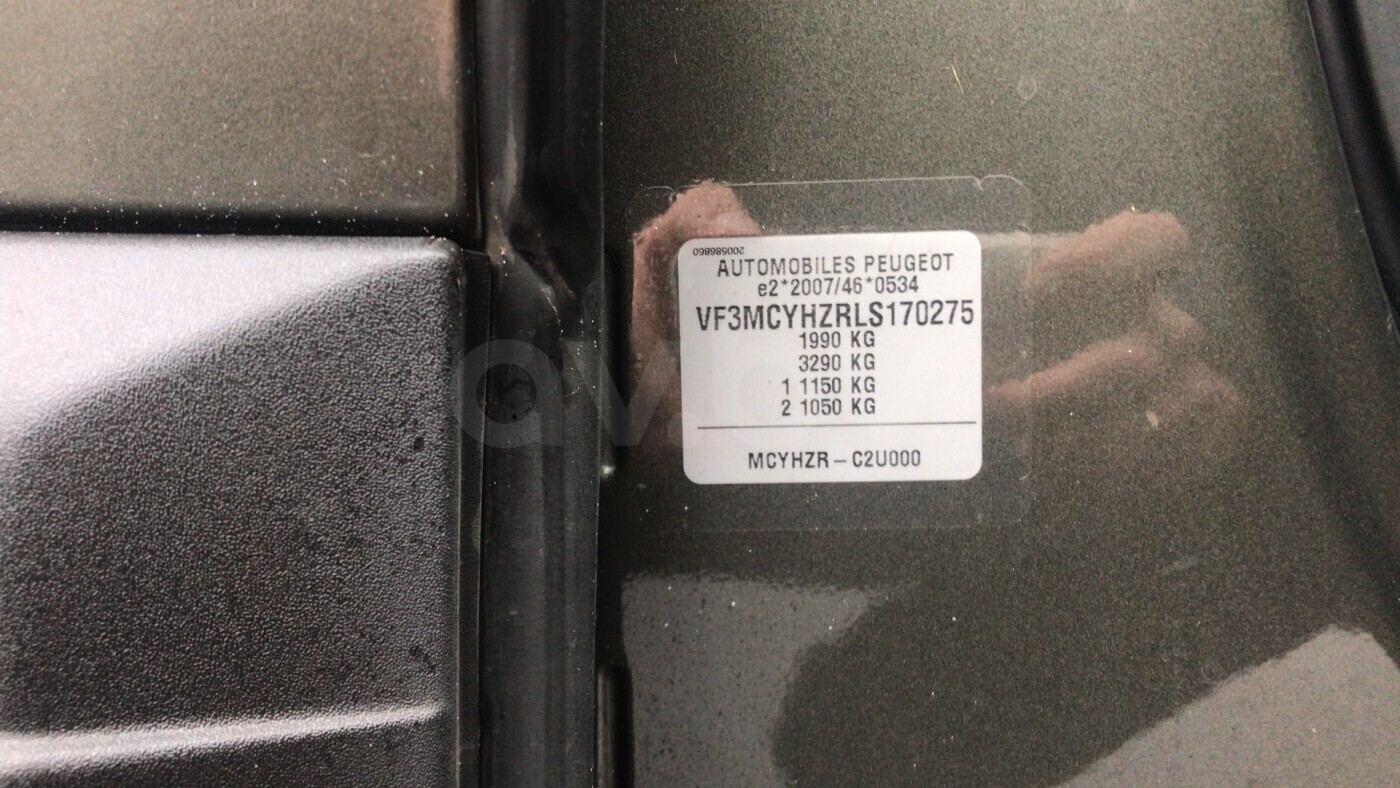 200586860
AUTOMOBILES PEUGEOT
e2*2007/46*0534
VF3MCYHZRLS170275
1990 KG
3290 KG
1 1150 KG
2 1050 KG
MCYHZR-C2U000